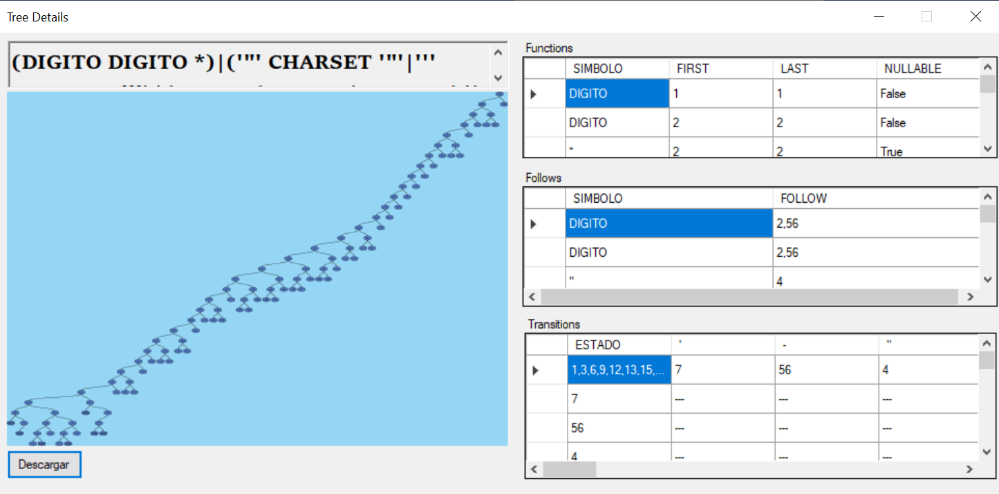 Tree Details
(DIGITO DIGITO *)|('"' CHARSET '"'|'''
Descargar
Functions
SIMBOLO FIRST LAST NULLABLE
DIGITO 1 1 False
DIGITO 2 2 False
* 2 2 True
Follows
SIMBOLO FOLLOW
DIGITO 2,56
DIGITO 2,56
" 4
Transitions
ESTADO ' - "
1,3,6,9,12,13,15,... 7 56 4
7 --- --- ---
56 --- --- ---
4 --- --- ---